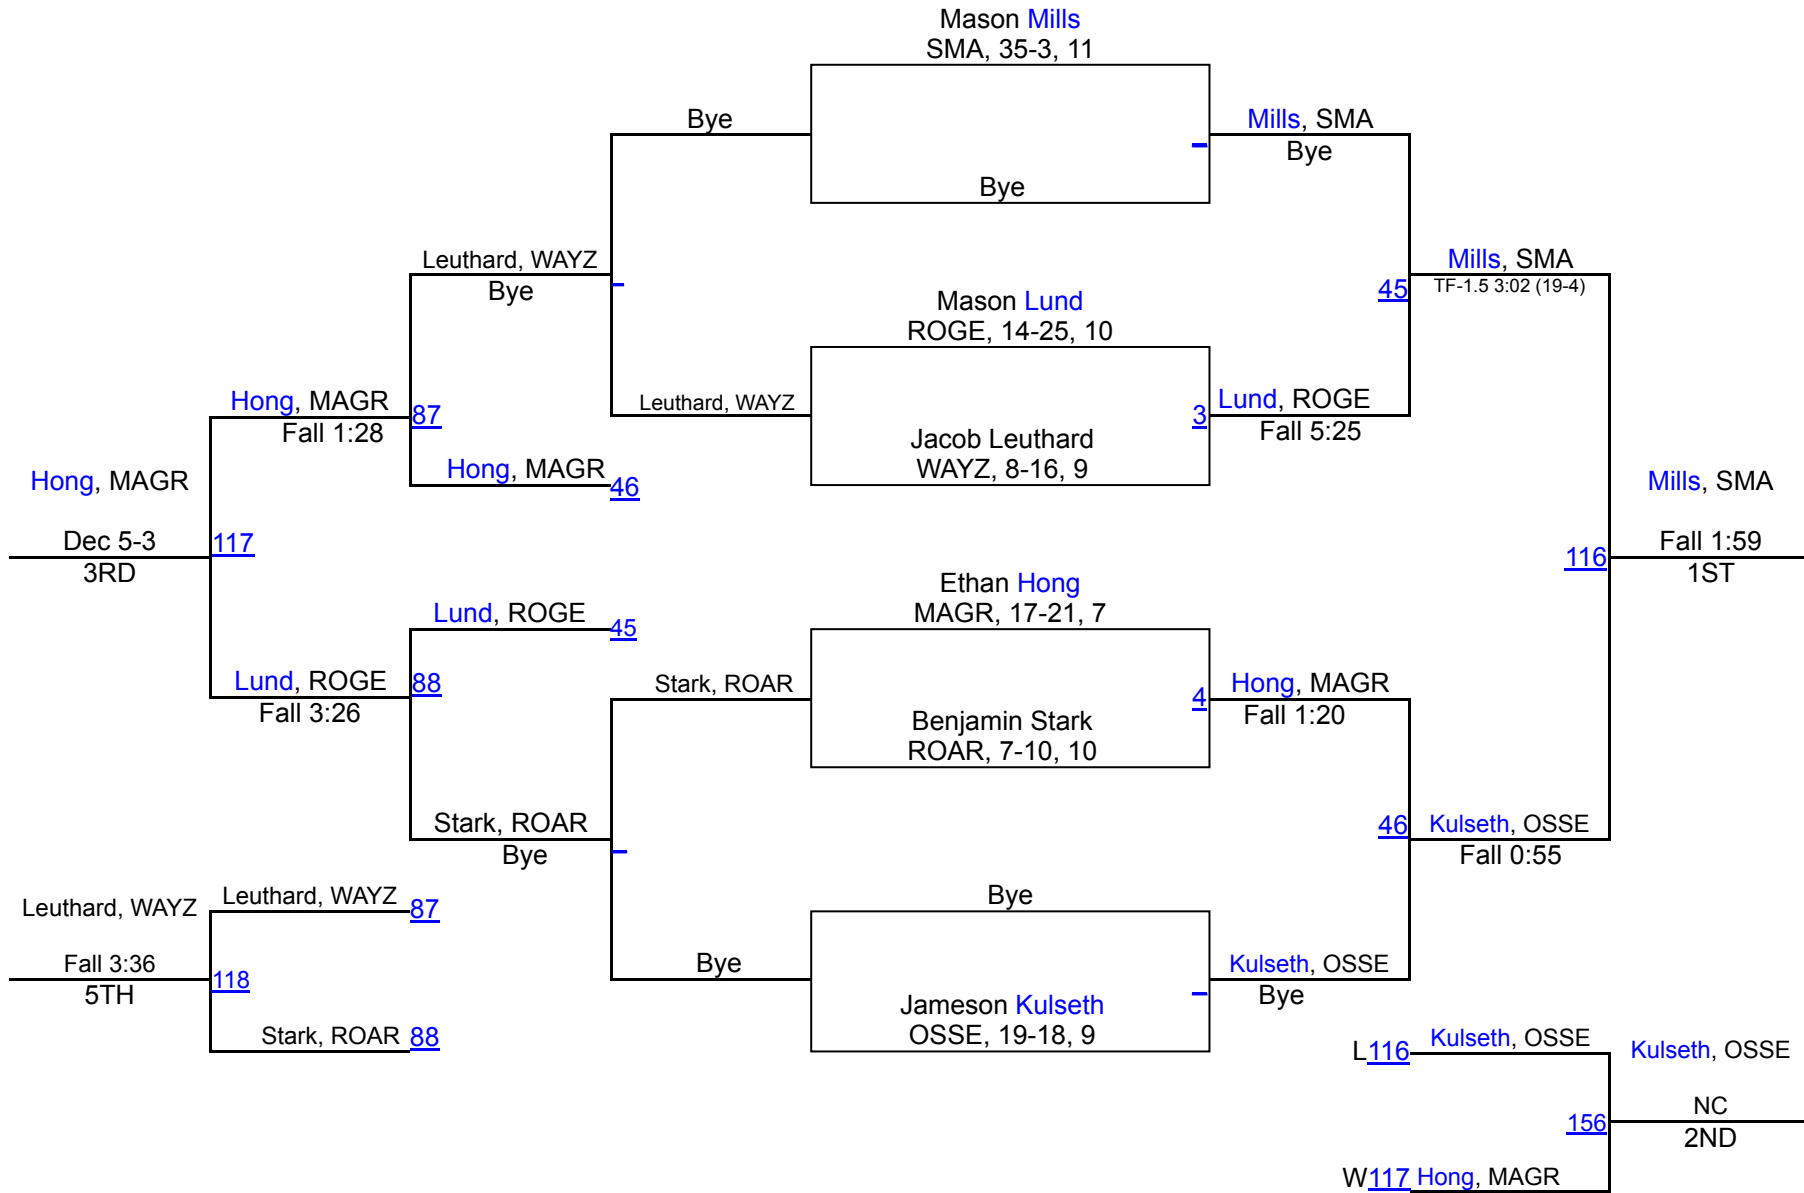 Mason Mills
SMA, 35-3, 11
Bye
Mills, SMA
Bye
Bye
Leuthard, WAYZ
Bye
Mills, SMA
TF-1.5 3:02 (19-4)
45
Mason Lund
ROGE, 14-25, 10
Hong, MAGR
Fall 1:28
87
Leuthard, WAYZ
3
Lund, ROGE
Fall 5:25
Jacob Leuthard
WAYZ, 8-16, 9
Hong, MAGR
46
Hong, MAGR
Dec 5-3
3RD
117
Mills, SMA
Fall 1:59
1ST
116
Ethan Hong
MAGR, 17-21, 7
Lund, ROGE
45
Lund, ROGE
Fall 3:26
88
Stark, ROAR
4
Hong, MAGR
Fall 1:20
Benjamin Stark
ROAR, 7-10, 10
Stark, ROAR
Bye
46
Kulseth, OSSE
Fall 0:55
Bye
Leuthard, WAYZ
Leuthard, WAYZ
87
Fall 3:36
5TH
118
Bye
Kulseth, OSSE
Bye
Jameson Kulseth
OSSE, 19-18, 9
Stark, ROAR
88
L116
Kulseth, OSSE
Kulseth, OSSE
NC
2ND
156
W117
Hong, MAGR